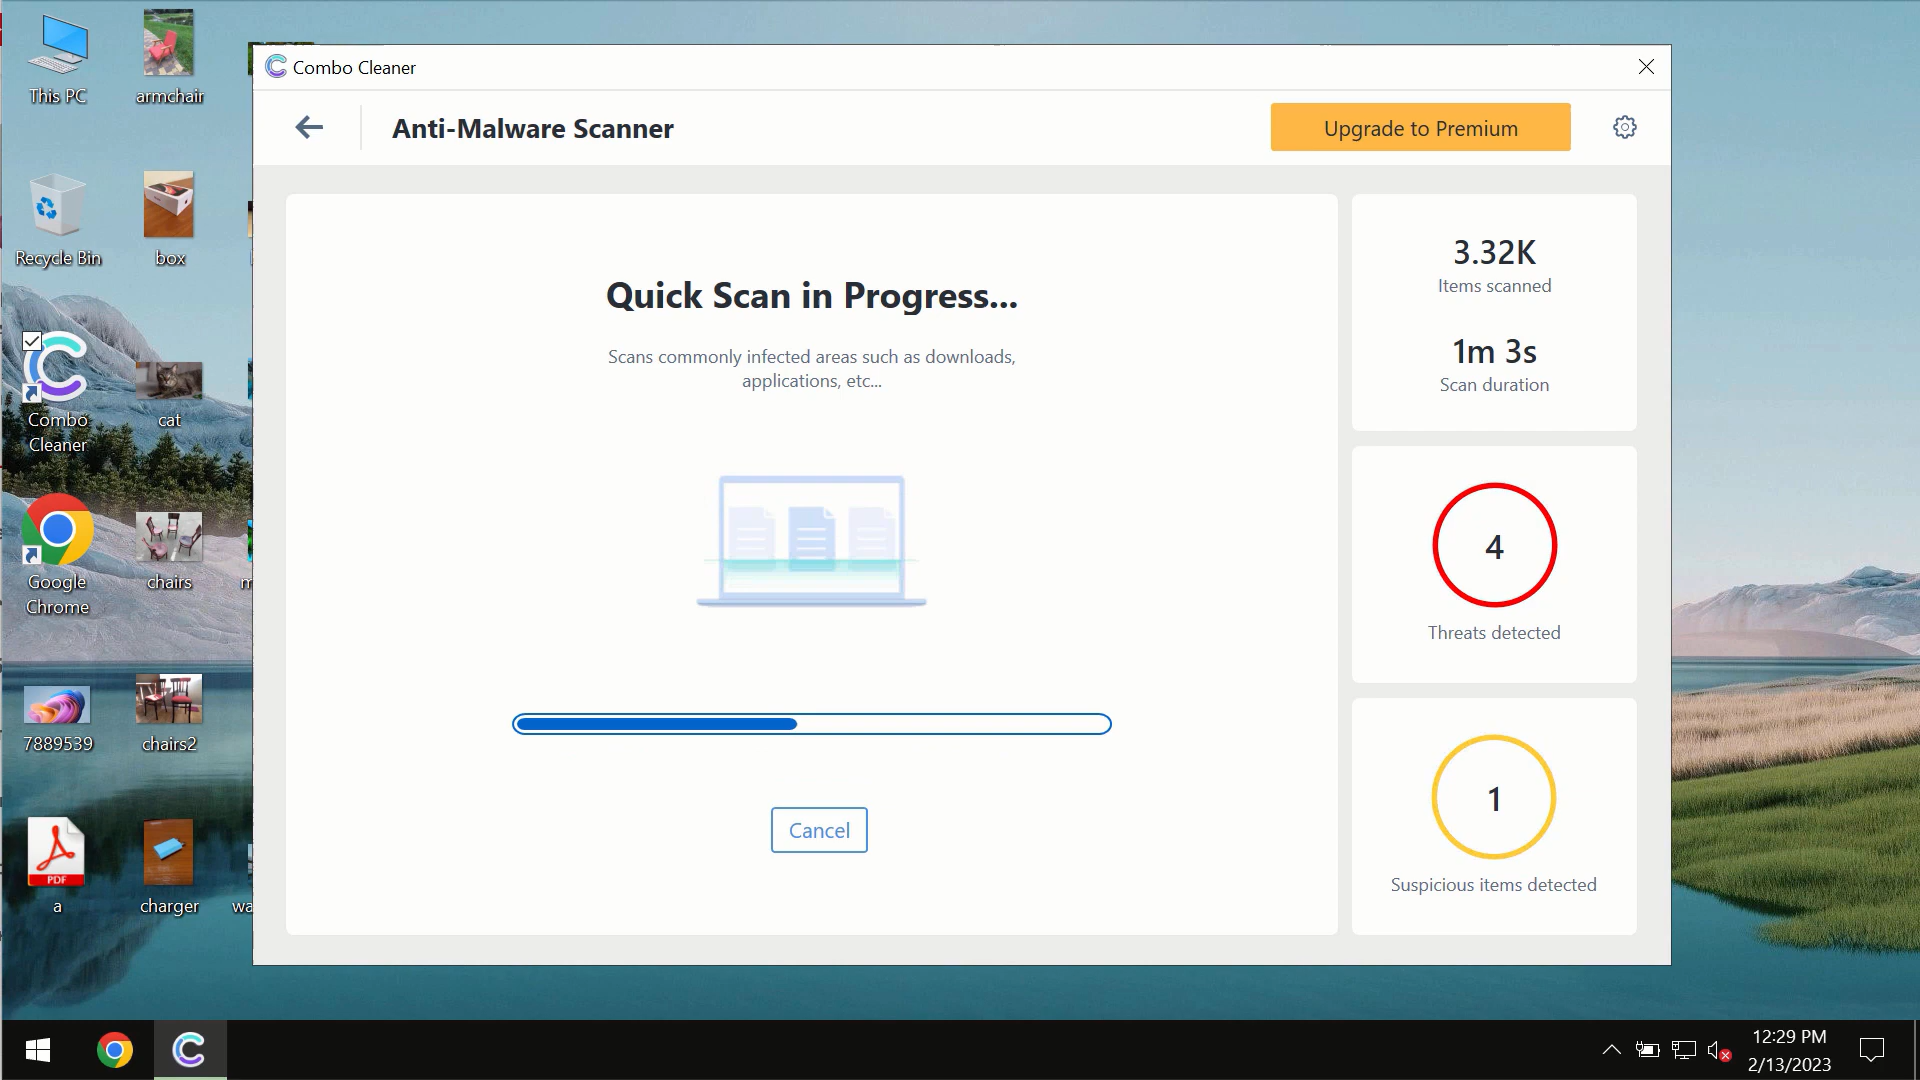 This PC
armchair
Recycle Bin
box
Combo
Cleaner
cat
Google
Chrome
chairs
7889539
chairs2
PDF
a
charger
wa
Combo Cleaner
Anti-Malware Scanner
Upgrade to Premium
Quick Scan in Progress...
Scans commonly infected areas such as downloads,
applications, etc...
Cancel
3.32K
Items scanned
1m 3s
Scan duration
4
Threats detected
1
Suspicious items detected
12:29 PM
2/13/2023